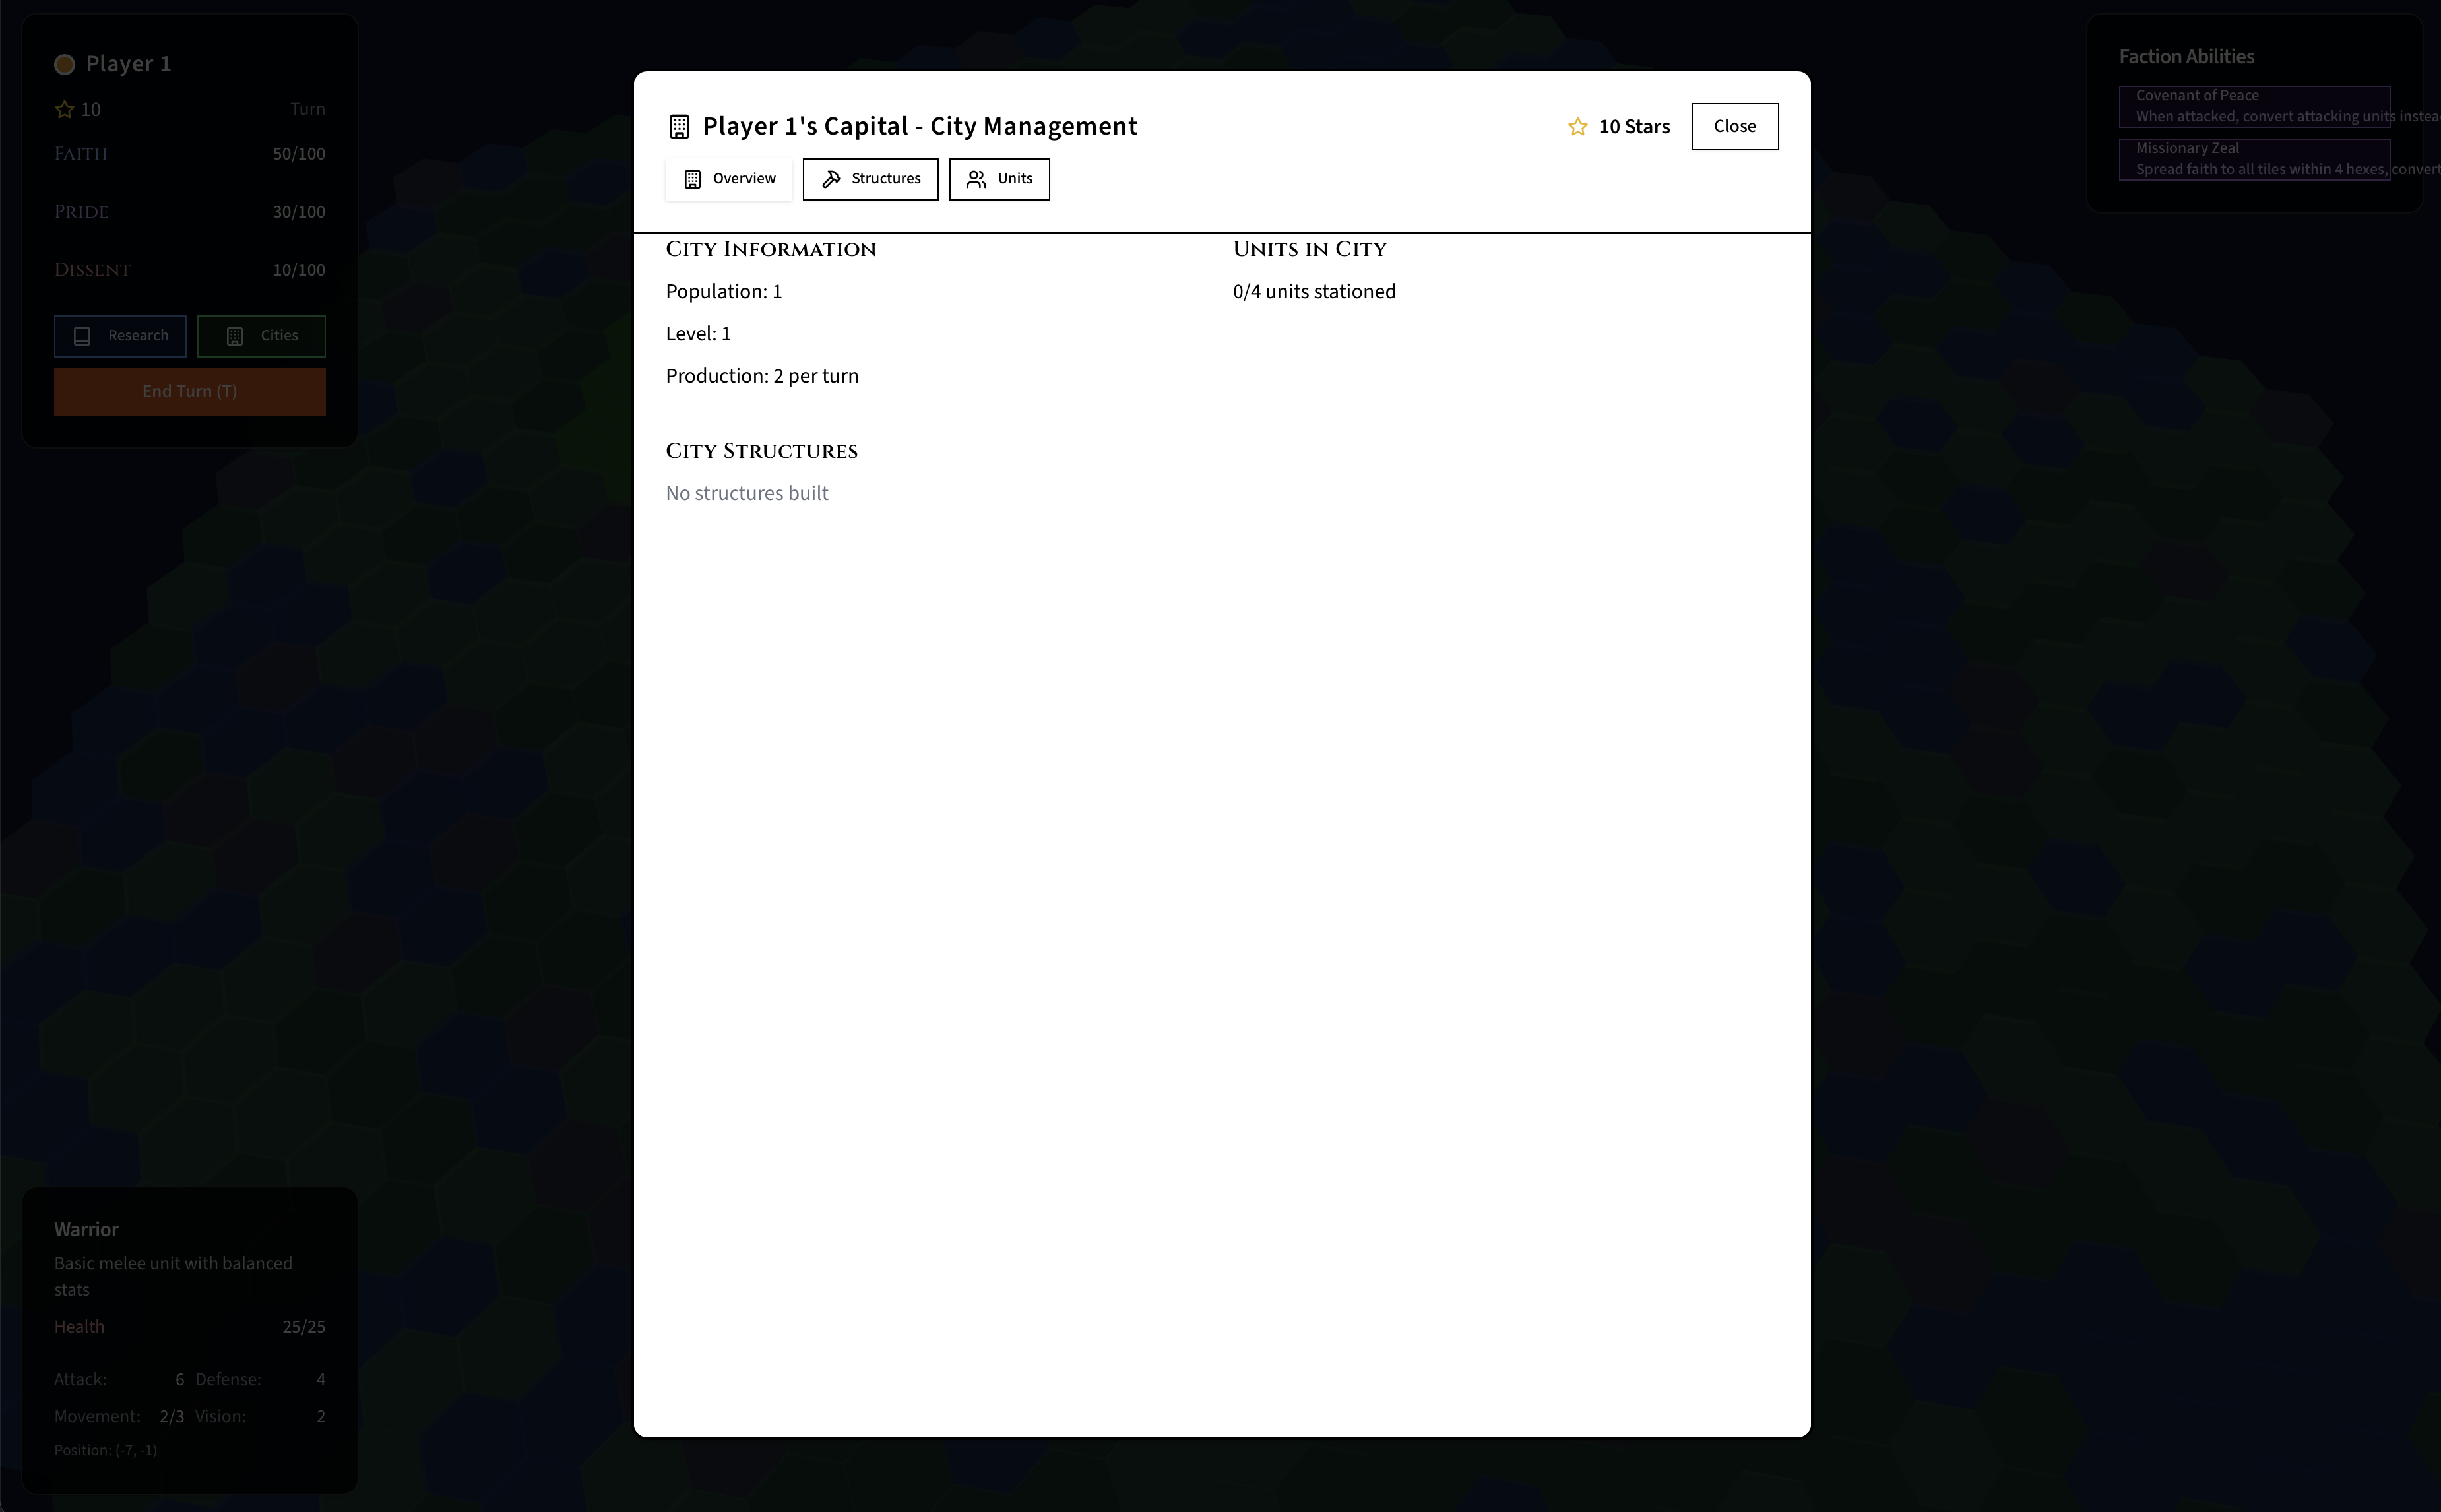 Player 1
10 Turn
FAITH 50/100
PRIDE 30/100
DISSENT 10/100
Research Cities
End Turn (T)
Player 1's Capital - City Management
10 Stars
Close
Overview Structures Units
CITY INFORMATION
Population: 1
Level: 1
Production: 2 per turn
CITY STRUCTURES
No structures built
UNITS IN CITY
0/4 units stationed
Faction Abilities
Covenant of Peace
When attacked, convert attacking units
Missionary Zeal
Spread faith to all tiles within 4 hexes,
Warrior
Basic melee unit with balanced
stats
Health 25/25
Attack: 6 Defense: 4
Movement: 2/3 Vision: 2
Position: (-7, -1)